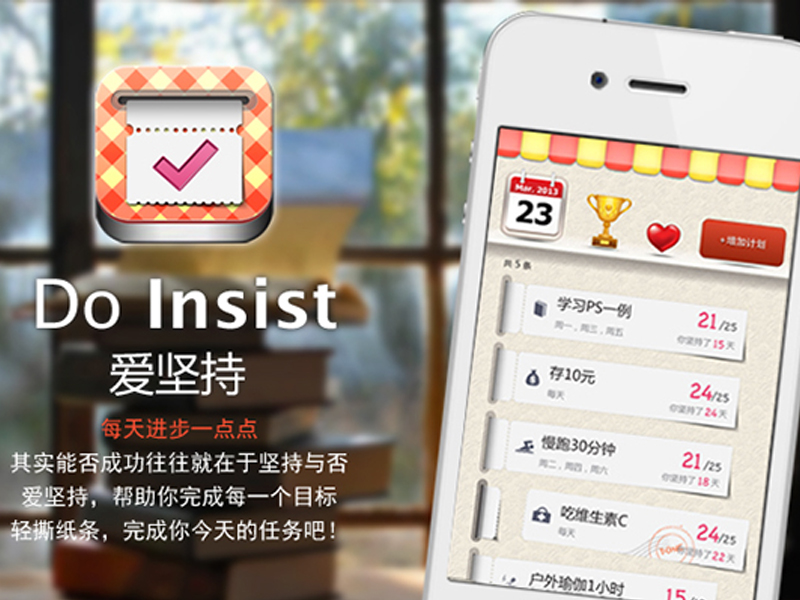 Do Insist
爱坚持
每天进步一点点
其实能否成功往往就在于坚持与否
爱坚持，帮助你完成每一个目标
轻撕纸条，完成你今天的任务吧！
Mar. 2013
23
+增加计划
共 5 条
学习PS一例
周一，周三，周五
21/25
你坚持了 15 天
存10元
每天
24/25
你坚持了 24 天
慢跑30分钟
周二，周四，周六
21/25
你坚持了 18 天
吃维生素C
每天
24/25
你坚持了22 天
户外瑜伽1小时
15